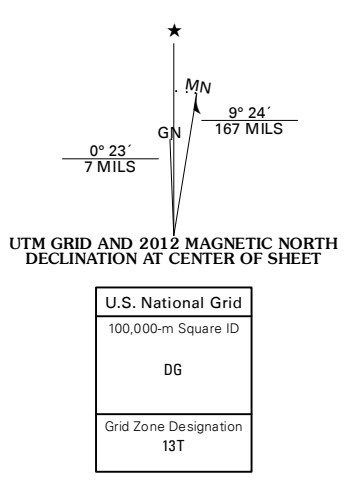 MN
GN
9° 24´
167 MILS
0° 23´
7 MILS
UTM GRID AND 2012 MAGNETIC NORTH
DECLINATION AT CENTER OF SHEET
U.S. National Grid
100,000-m Square ID
DG
Grid Zone Designation
13T